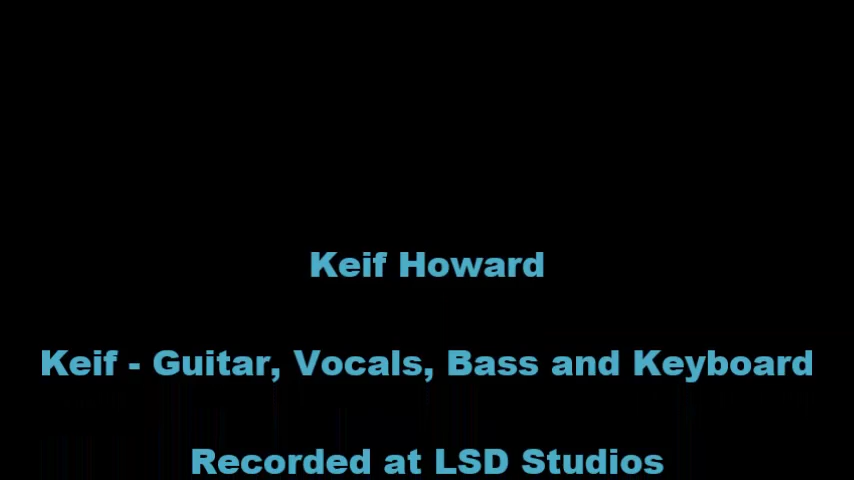 Keif Howard
Keif - Guitar, Vocals, Bass and Keyboard
Recorded at LSD Studios